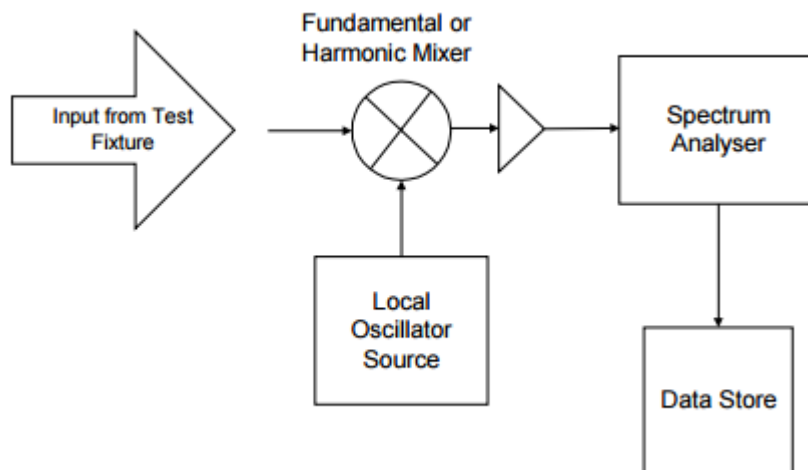 Fundamental or
Harmonic Mixer
Input from Test
Fixture
Spectrum
Analyser
Local
Oscillator
Source
Data Store